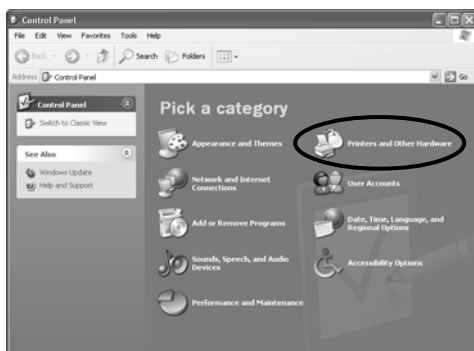 Control Panel
File Edit View Favorites Tools Help
Back Search Folders
Address Control Panel Go
Control Panel
Switch to Classic View
See Also
Windows Update
Help and Support
Pick a category
Appearance and Themes
Printers and Other Hardware
Network and Internet
Connections
User Accounts
Add or Remove Programs
Date, Time, Language, and
Regional Options
Sounds, Speech, and Audio
Devices
Accessibility Options
Performance and Maintenance